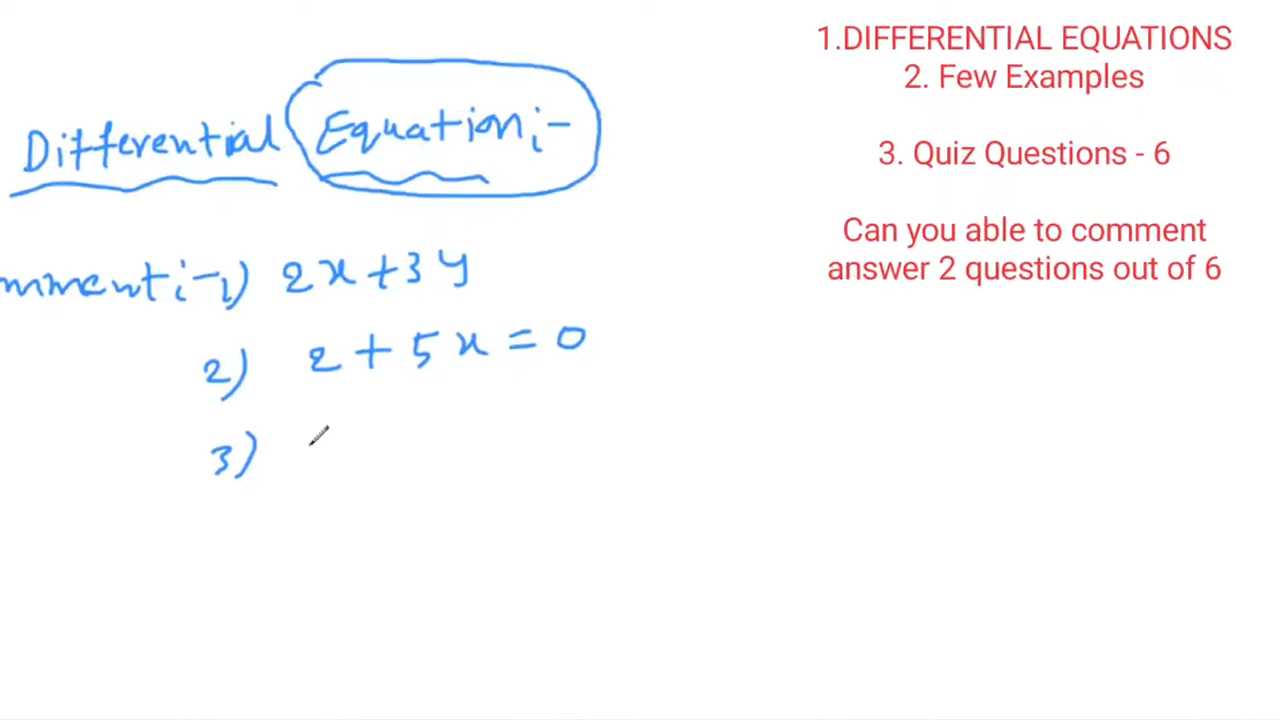 Differential Equation:-
mment:-1) 2x+3y
2) 2+5x=0
3)
1.DIFFERENTIAL EQUATIONS
2. Few Examples
3. Quiz Questions - 6
Can you able to comment
answer 2 questions out of 6